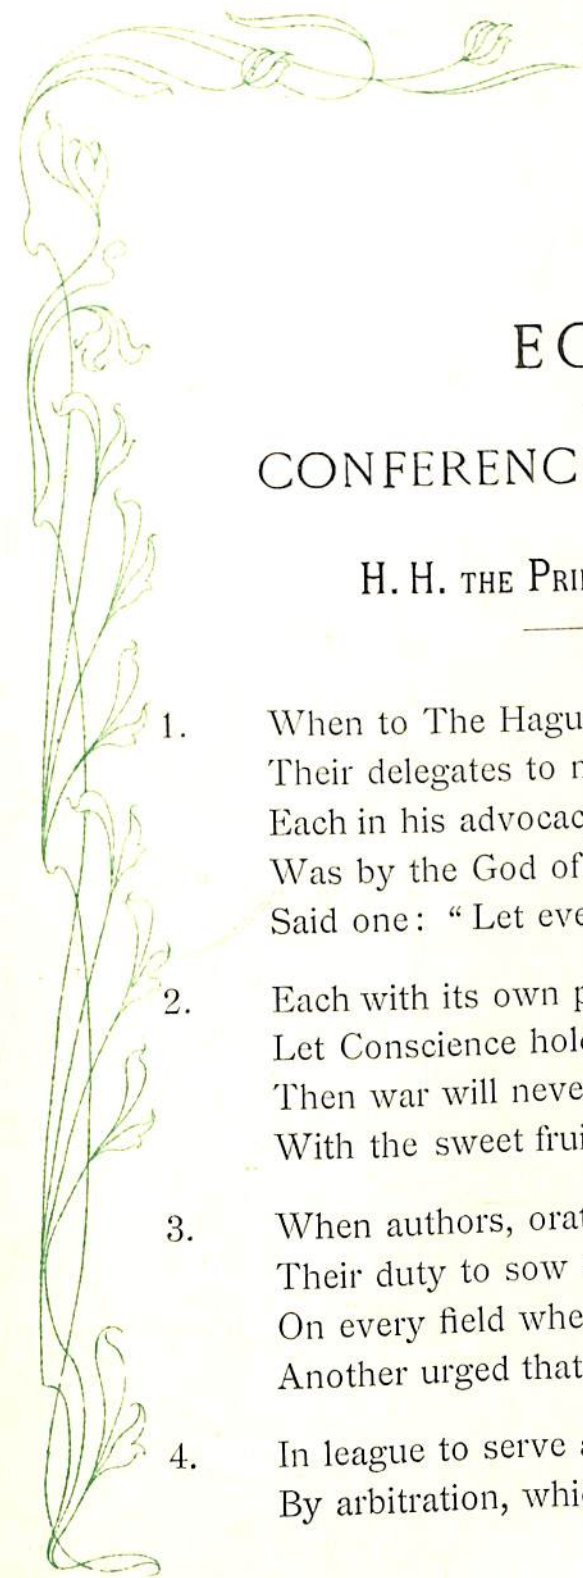 EC
CONFERENC
H. H. THE PRI
1. When to The Hagu
Their delegates to
Each in his advocac
Was by the God of
Said one: “ Let eve
2. Each with its own p
Let Conscience hol
Then war will neve
With the sweet frui
3. When authors, orat
Their duty to sow
On every field whe
Another urged that
4. In league to serve a
By arbitration, whi